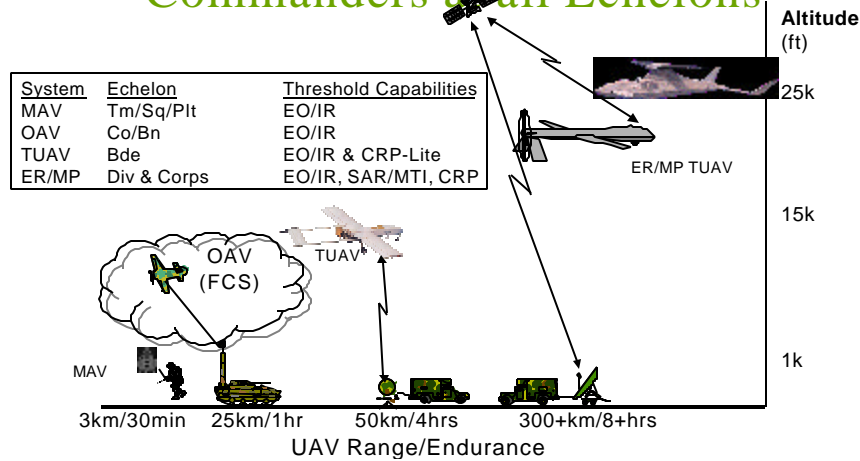 Commanders at all Echelons
Altitude
(ft)
System Echelon Threshold Capabilities
MAV Tm/Sq/Plt EO/IR
OAV Co/Bn EO/IR
TUAV Bde EO/IR & CRP-Lite
ER/MP Div & Corps EO/IR, SAR/MTI, CRP
25k
ER/MP TUAV
15k
OAV
(FCS)
TUAV
1k
MAV
3km/30min 25km/1hr 50km/4hrs 300+km/8+hrs
UAV Range/Endurance